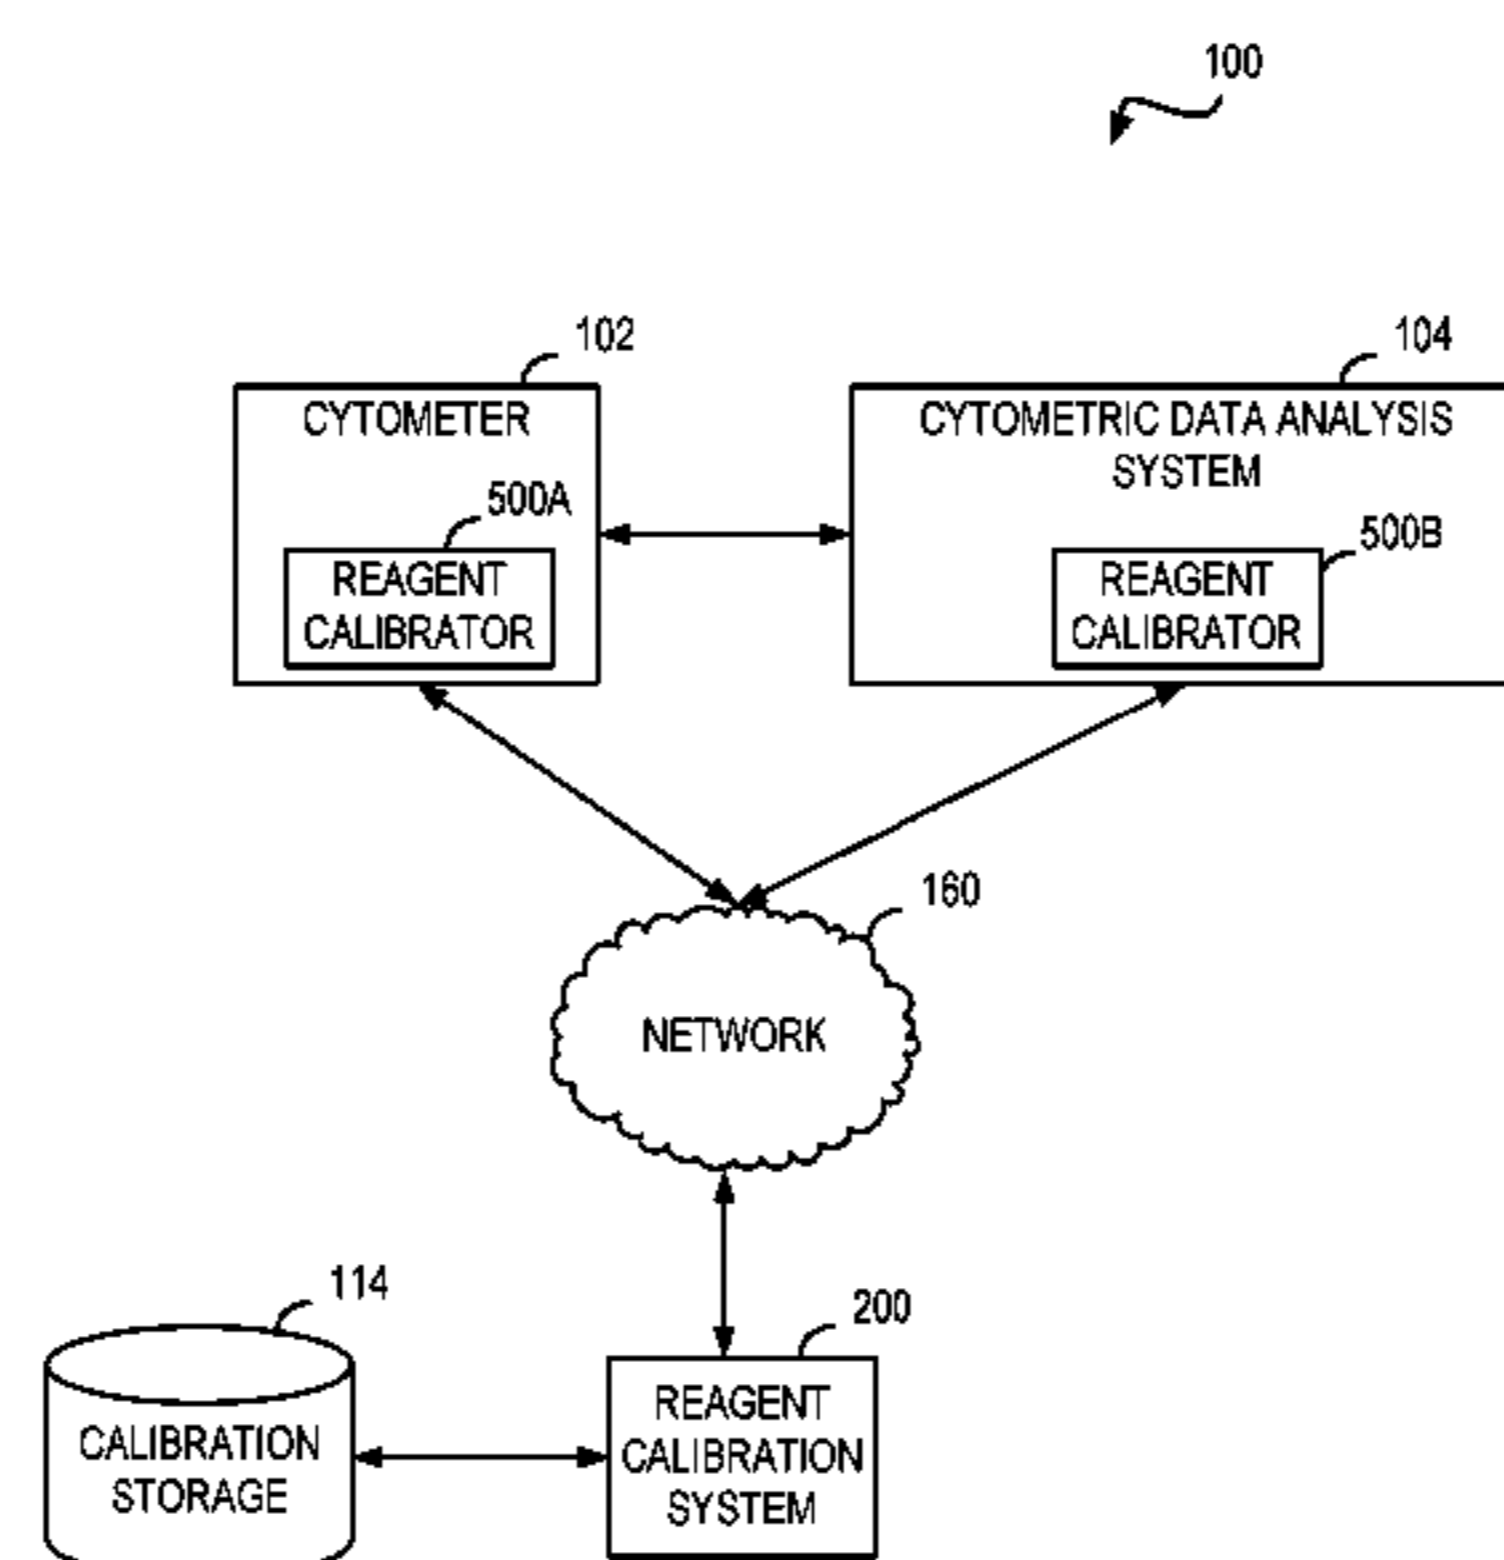 100
102
104
CYTOMETER
CYTOMETRIC DATA ANALYSIS
SYSTEM
500A
500B
REAGENT
CALIBRATOR
REAGENT
CALIBRATOR
160
NETWORK
114
200
CALIBRATION
STORAGE
REAGENT
CALIBRATION
SYSTEM